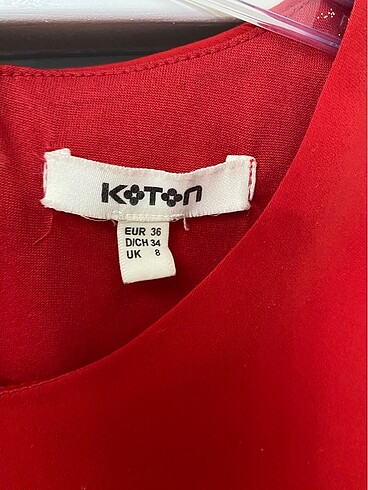 KOTON
EUR 36
D/CH 34
UK 8